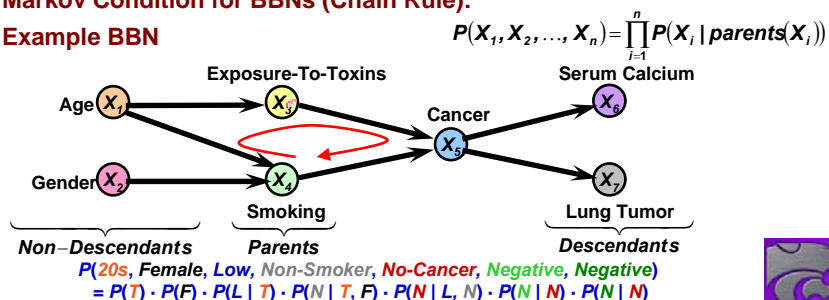 Markov Condition for BBNs (Chain Rule):
Example BBN
P(X₁, X₂, …, Xₙ) = ∏ⁿᵢ₌₁ P(Xᵢ | parents(Xᵢ))
Exposure-To-Toxins
Serum Calcium
Age X₁
X₃
Cancer
X₆
X₅
Gender X₂
X₄
X₇
Smoking
Lung Tumor
Non–Descendants
Parents
Descendants
P(20s, Female, Low, Non-Smoker, No-Cancer, Negative, Negative)
= P(T) · P(F) · P(L | T) · P(N | T, F) · P(N | L, N) · P(N | N) · P(N | N)